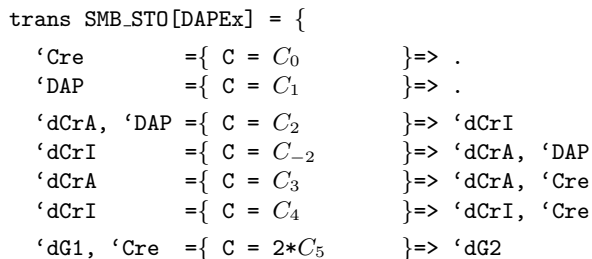 trans SMB_STO[DAPEx] = {
‘Cre ={ C = C₀ }=> .
‘DAP ={ C = C₁ }=> .
‘dCrA, ‘DAP ={ C = C₂ }=> ‘dCrI
‘dCrI ={ C = C₋₂ }=> ‘dCrA, ‘DAP
‘dCrA ={ C = C₃ }=> ‘dCrA, ‘Cre
‘dCrI ={ C = C₄ }=> ‘dCrI, ‘Cre
‘dG1, ‘Cre ={ C = 2*C₅ }=> ‘dG2